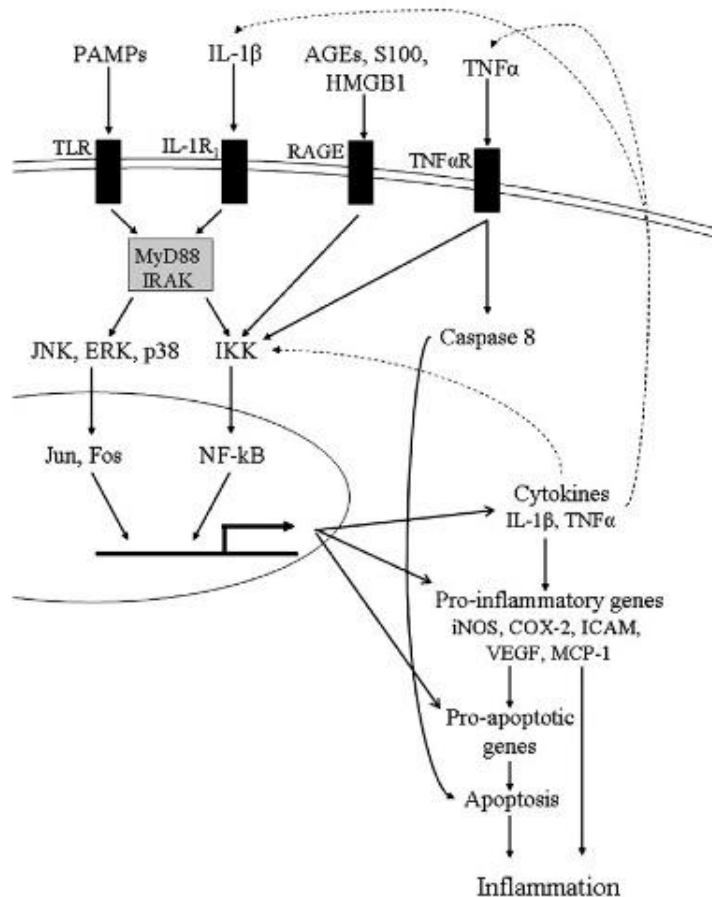 PAMPs
IL-1β
AGEs, S100,
HMGB1
TNFα
TLR
IL-1R₁
RAGE
TNFαR
MyD88
IRAK
JNK, ERK, p38
IKK
Caspase 8
Jun, Fos
NF-kB
Cytokines
IL-1β, TNFα
Pro-inflammatory genes
iNOS, COX-2, ICAM,
VEGF, MCP-1
Pro-apoptotic
genes
Apoptosis
Inflammation